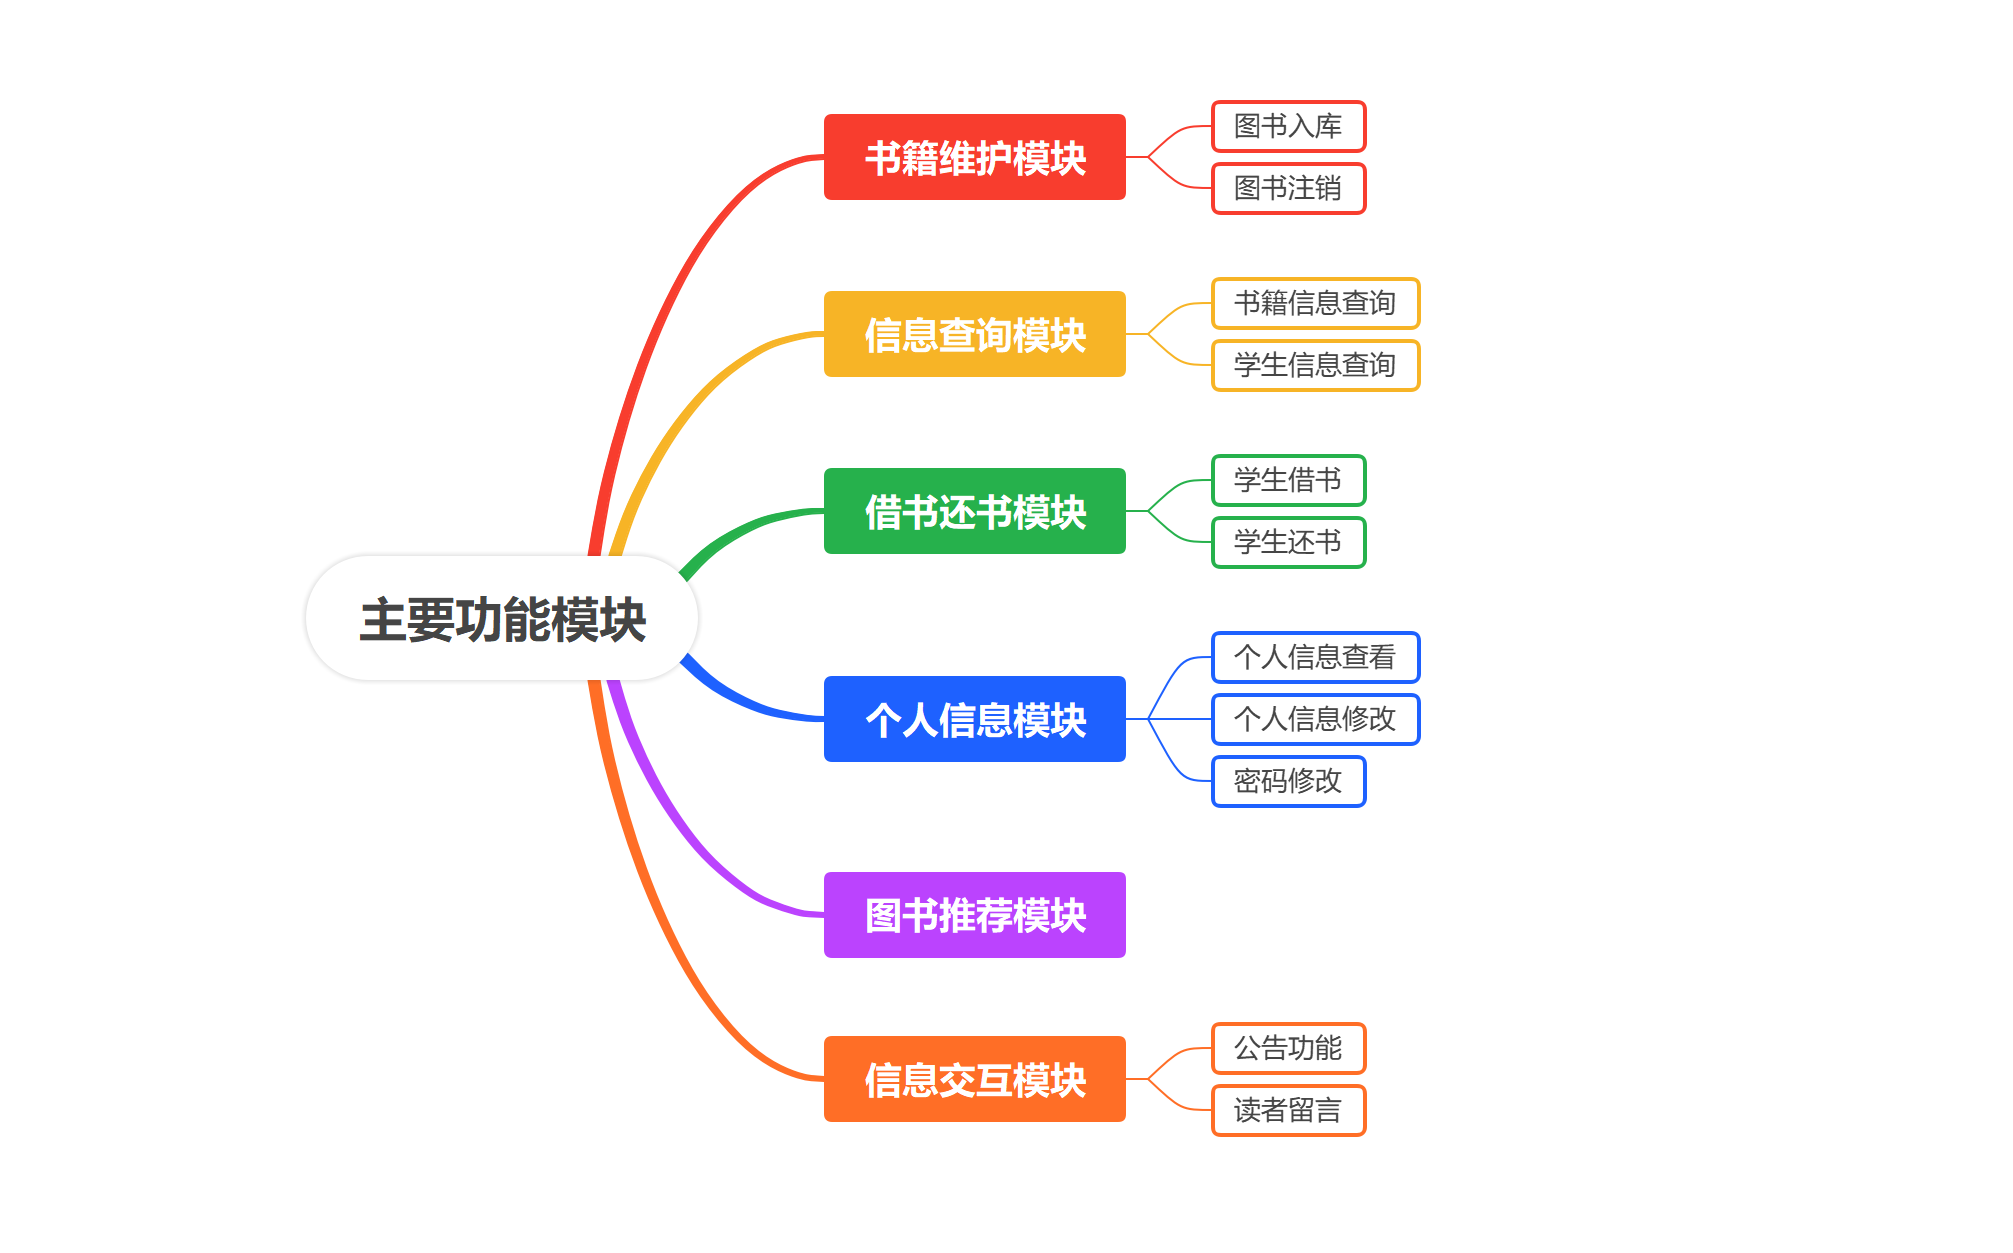 主要功能模块
书籍维护模块
图书入库
图书注销
信息查询模块
书籍信息查询
学生信息查询
借书还书模块
学生借书
学生还书
个人信息模块
个人信息查看
个人信息修改
密码修改
图书推荐模块
信息交互模块
公告功能
读者留言